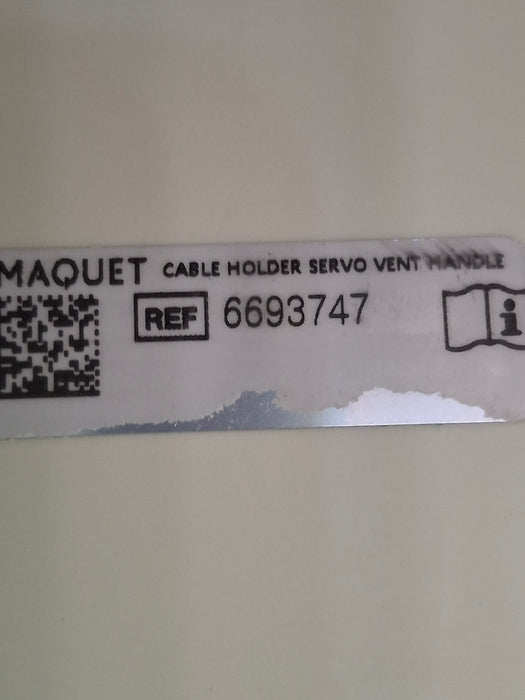 MAQUET CABLE HOLDER SERVO VENT HANDLE
REF 6693747
i